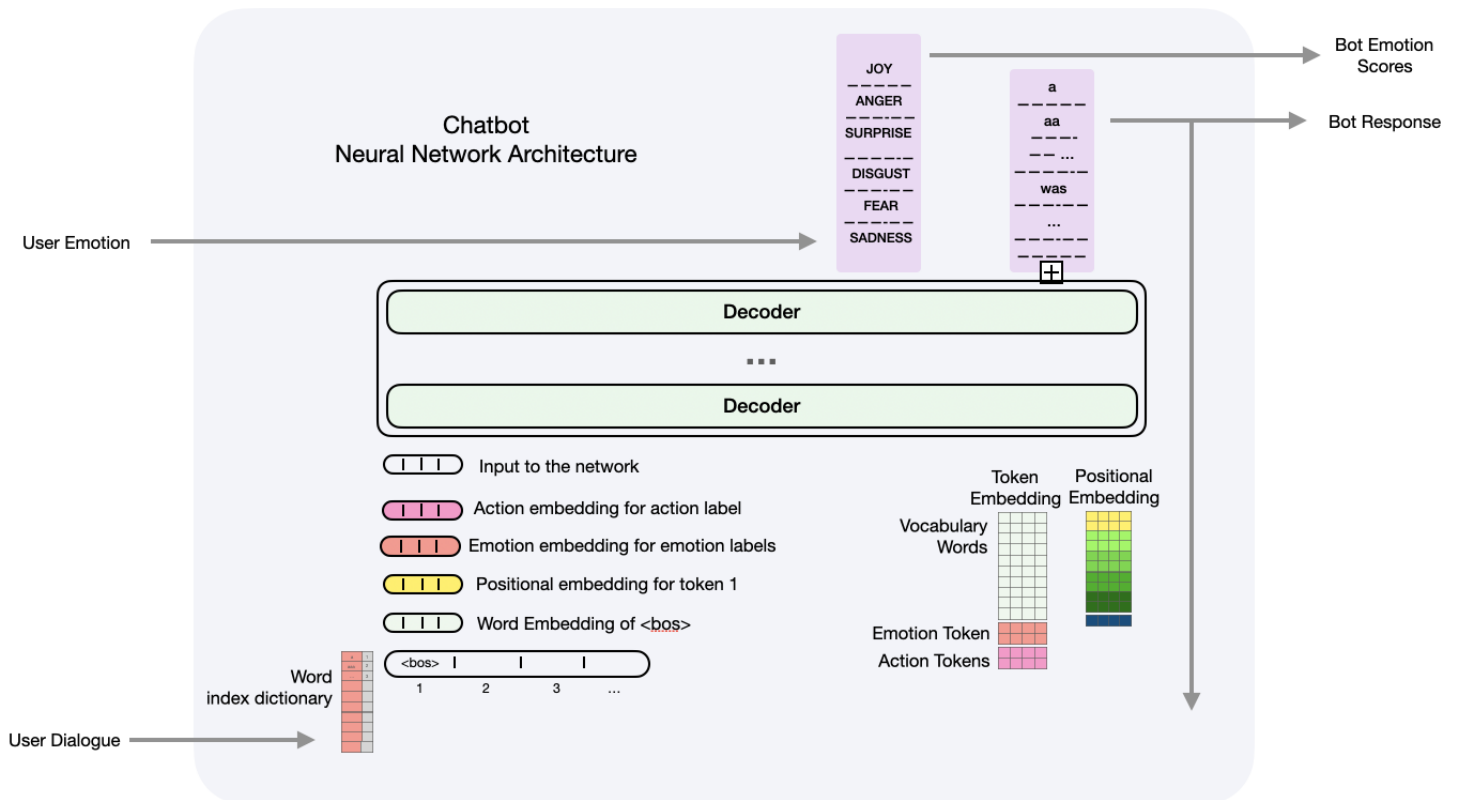 Chatbot
Neural Network Architecture
JOY
ANGER
SURPRISE
DISGUST
FEAR
SADNESS
a
aa
...
was
...
Bot Emotion
Scores
Bot Response
User Emotion
Decoder
...
Decoder
Input to the network
Action embedding for action label
Emotion embedding for emotion labels
Positional embedding for token 1
Word Embedding of <bos>
<bos>
1 2 3 ...
Word
index dictionary
User Dialogue
Token
Embedding
Positional
Embedding
Vocabulary
Words
Emotion Token
Action Tokens